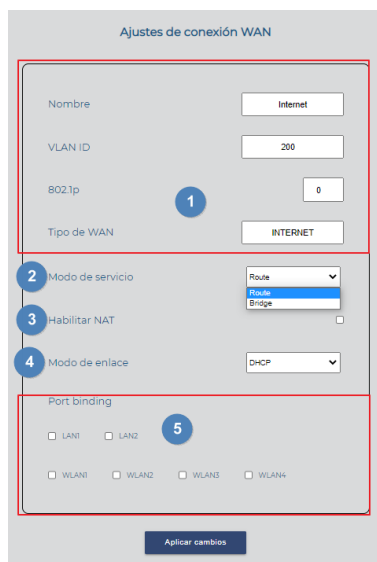 Ajustes de conexión WAN
Nombre Internet
VLAN ID 200
802.1p 0
1
Tipo de WAN INTERNET
2 Modo de servicio Route
Route
Bridge
3 Habilitar NAT
4 Modo de enlace DHCP
Port binding
5
LAN1 LAN2
WLAN1 WLAN2 WLAN3 WLAN4
Aplicar cambios